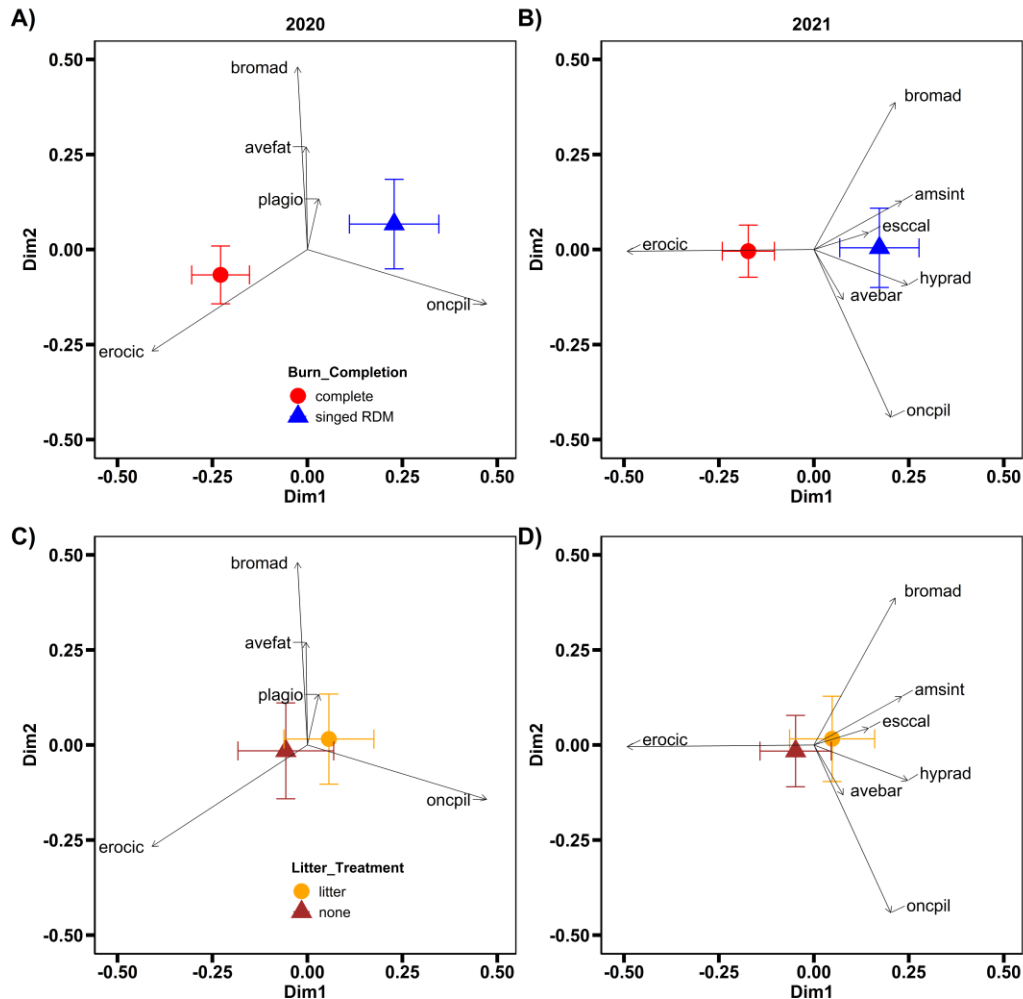 A)
2020
0.50
0.25
0.00
-0.25
-0.50
Dim2
bromad
avefat
plagio
oncpil
erocic
Burn_Completion
complete
singed RDM
-0.50 -0.25 0.00 0.25 0.50
Dim1
B)
2021
0.50
0.25
0.00
-0.25
-0.50
Dim2
bromad
amsint
esccal
erocic
hyprad
avebar
oncpil
-0.50 -0.25 0.00 0.25 0.50
Dim1
C)
0.50
0.25
0.00
-0.25
-0.50
Dim2
bromad
avefat
plagio
oncpil
erocic
Litter_Treatment
litter
none
-0.50 -0.25 0.00 0.25 0.50
Dim1
D)
0.50
0.25
0.00
-0.25
-0.50
Dim2
bromad
amsint
esccal
erocic
hyprad
avebar
oncpil
-0.50 -0.25 0.00 0.25 0.50
Dim1